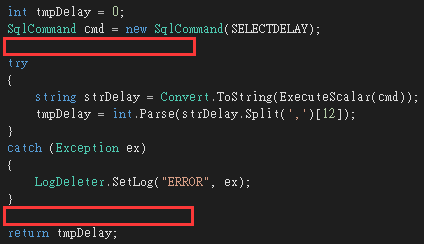 int tmpDelay = 0;
SqlCommand cmd = new SqlCommand(SELECTDELAY);
try
{
string strDelay = Convert.ToString(ExecuteScalar(cmd));
tmpDelay = int.Parse(strDelay.Split(',')[12]);
}
catch (Exception ex)
{
LogDeleter.SetLog("ERROR", ex);
}
return tmpDelay;